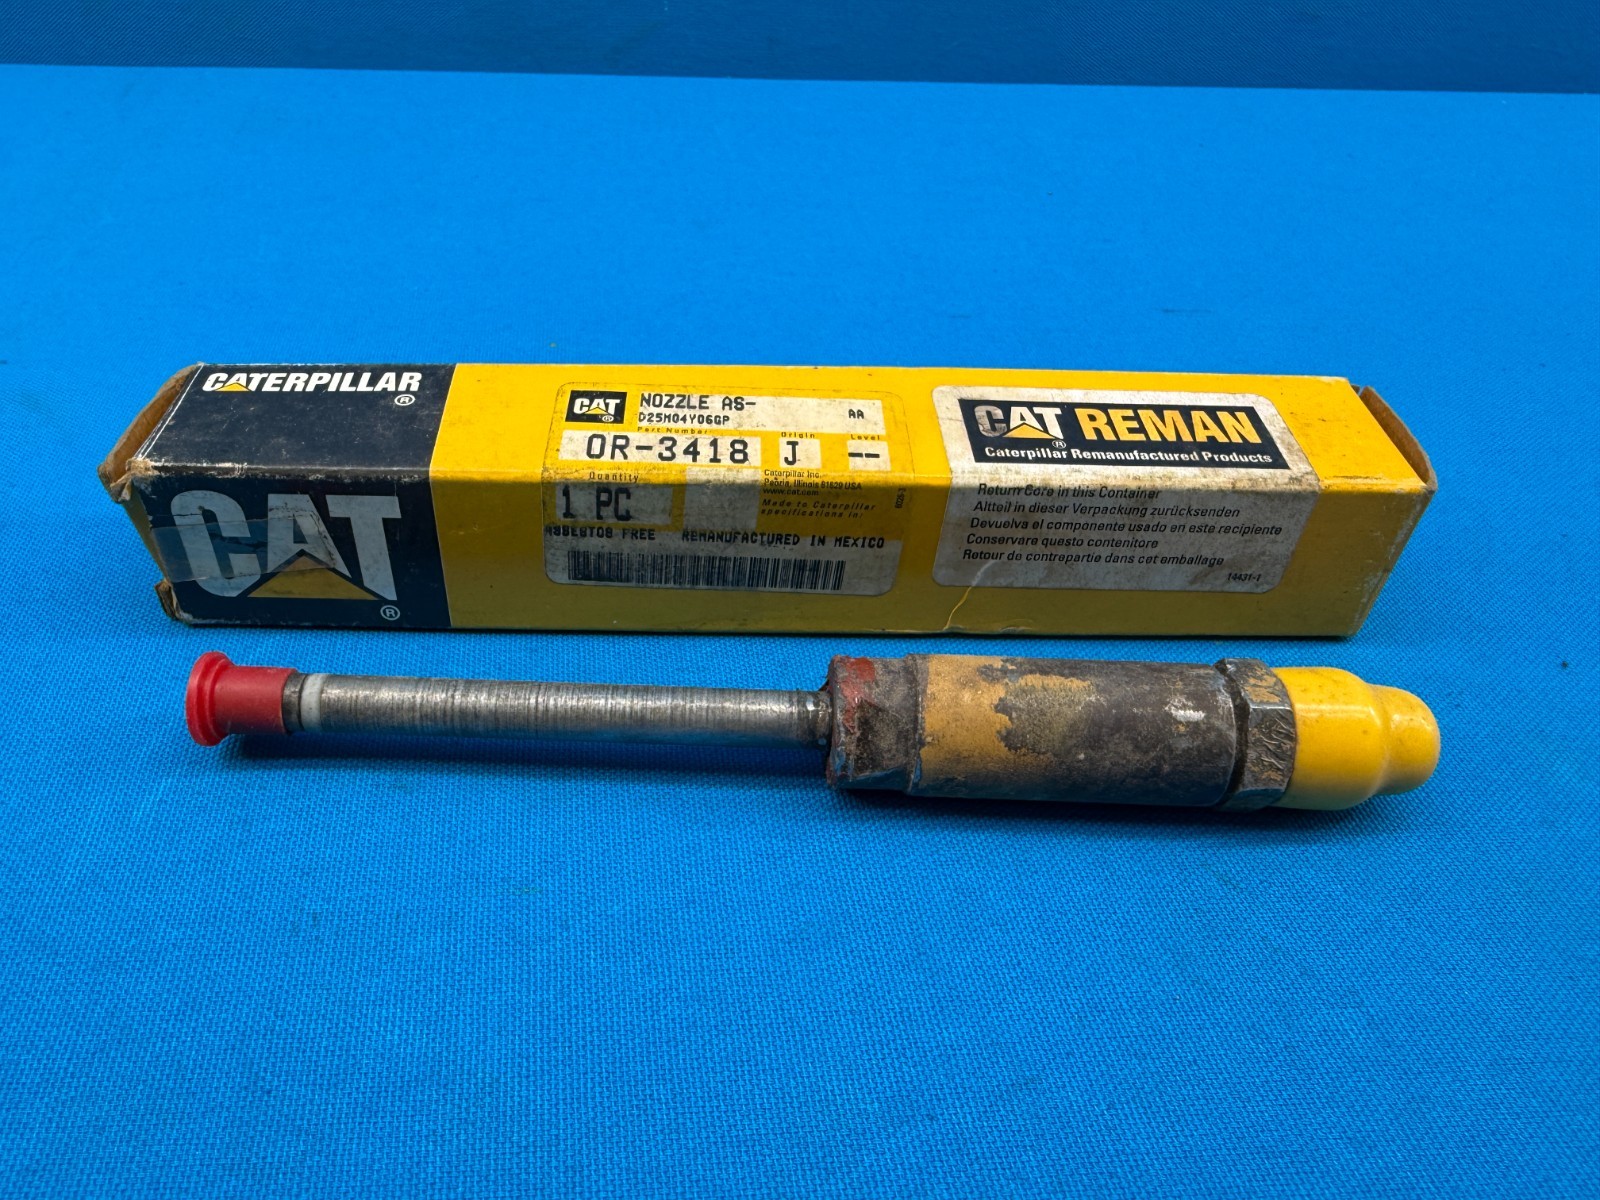 CATERPILLAR
®
CAT
®
CAT
®
NOZZLE AS-
D25M04Y06GP
AA
Part Number
Origin
Level
0R-3418
J
--
Quantity
1 PC
Caterpillar Inc.
Peoria, Illinois 61629 USA
www.cat.com
Made to Caterpillar
specifications in:
ASBESTOS FREE REMANUFACTURED IN MEXICO
CAT REMAN
®
Caterpillar Remanufactured Products
Return Core in this Container
Altteil in dieser Verpackung zurücksenden
Devuelva el componente usado en este recipiente
Conservare questo contenitore
Retour de contrepartie dans cet emballage
14431-1